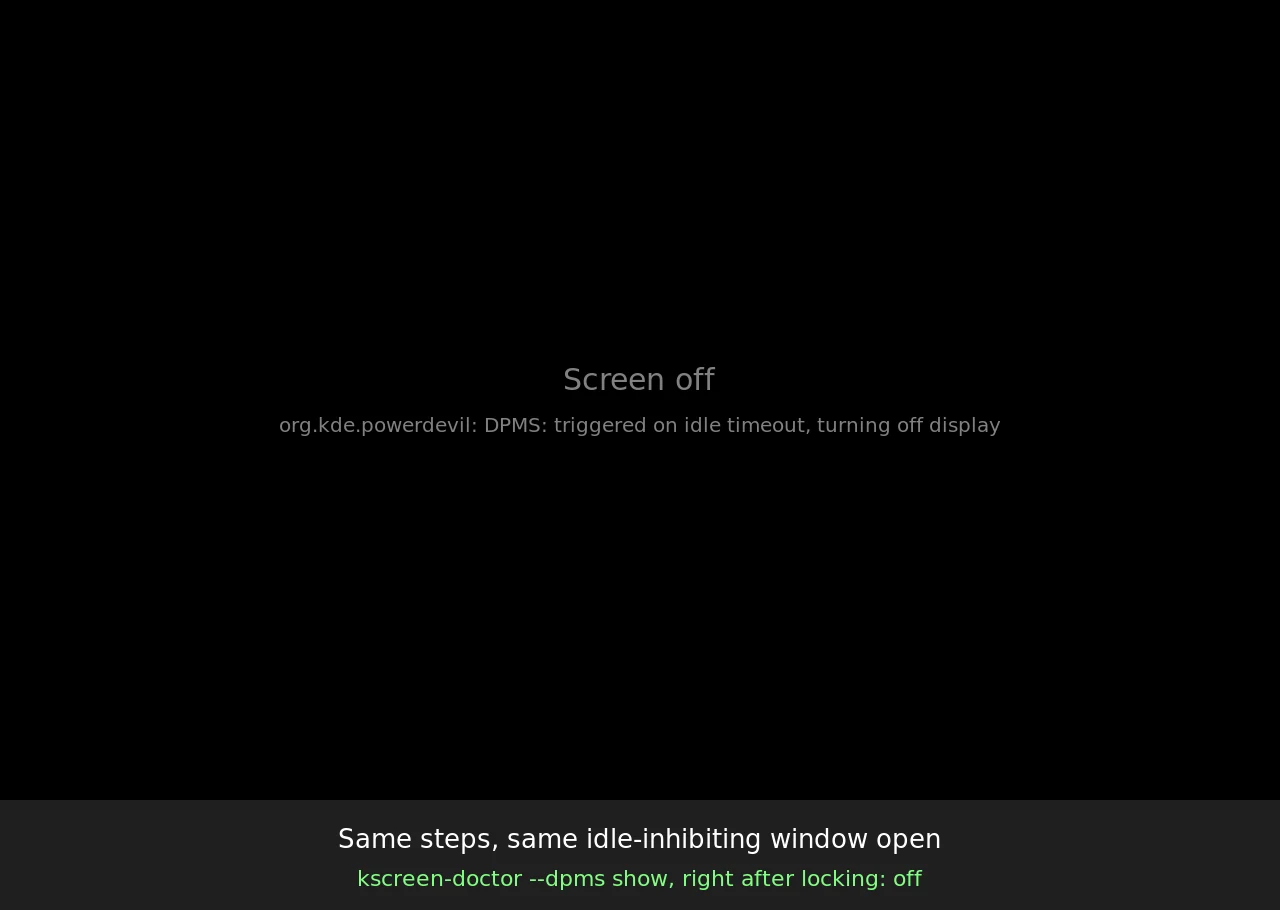 Screen off
org.kde.powerdevil: DPMS: triggered on idle timeout, turning off display
Same steps, same idle-inhibiting window open
kscreen-doctor --dpms show, right after locking: off